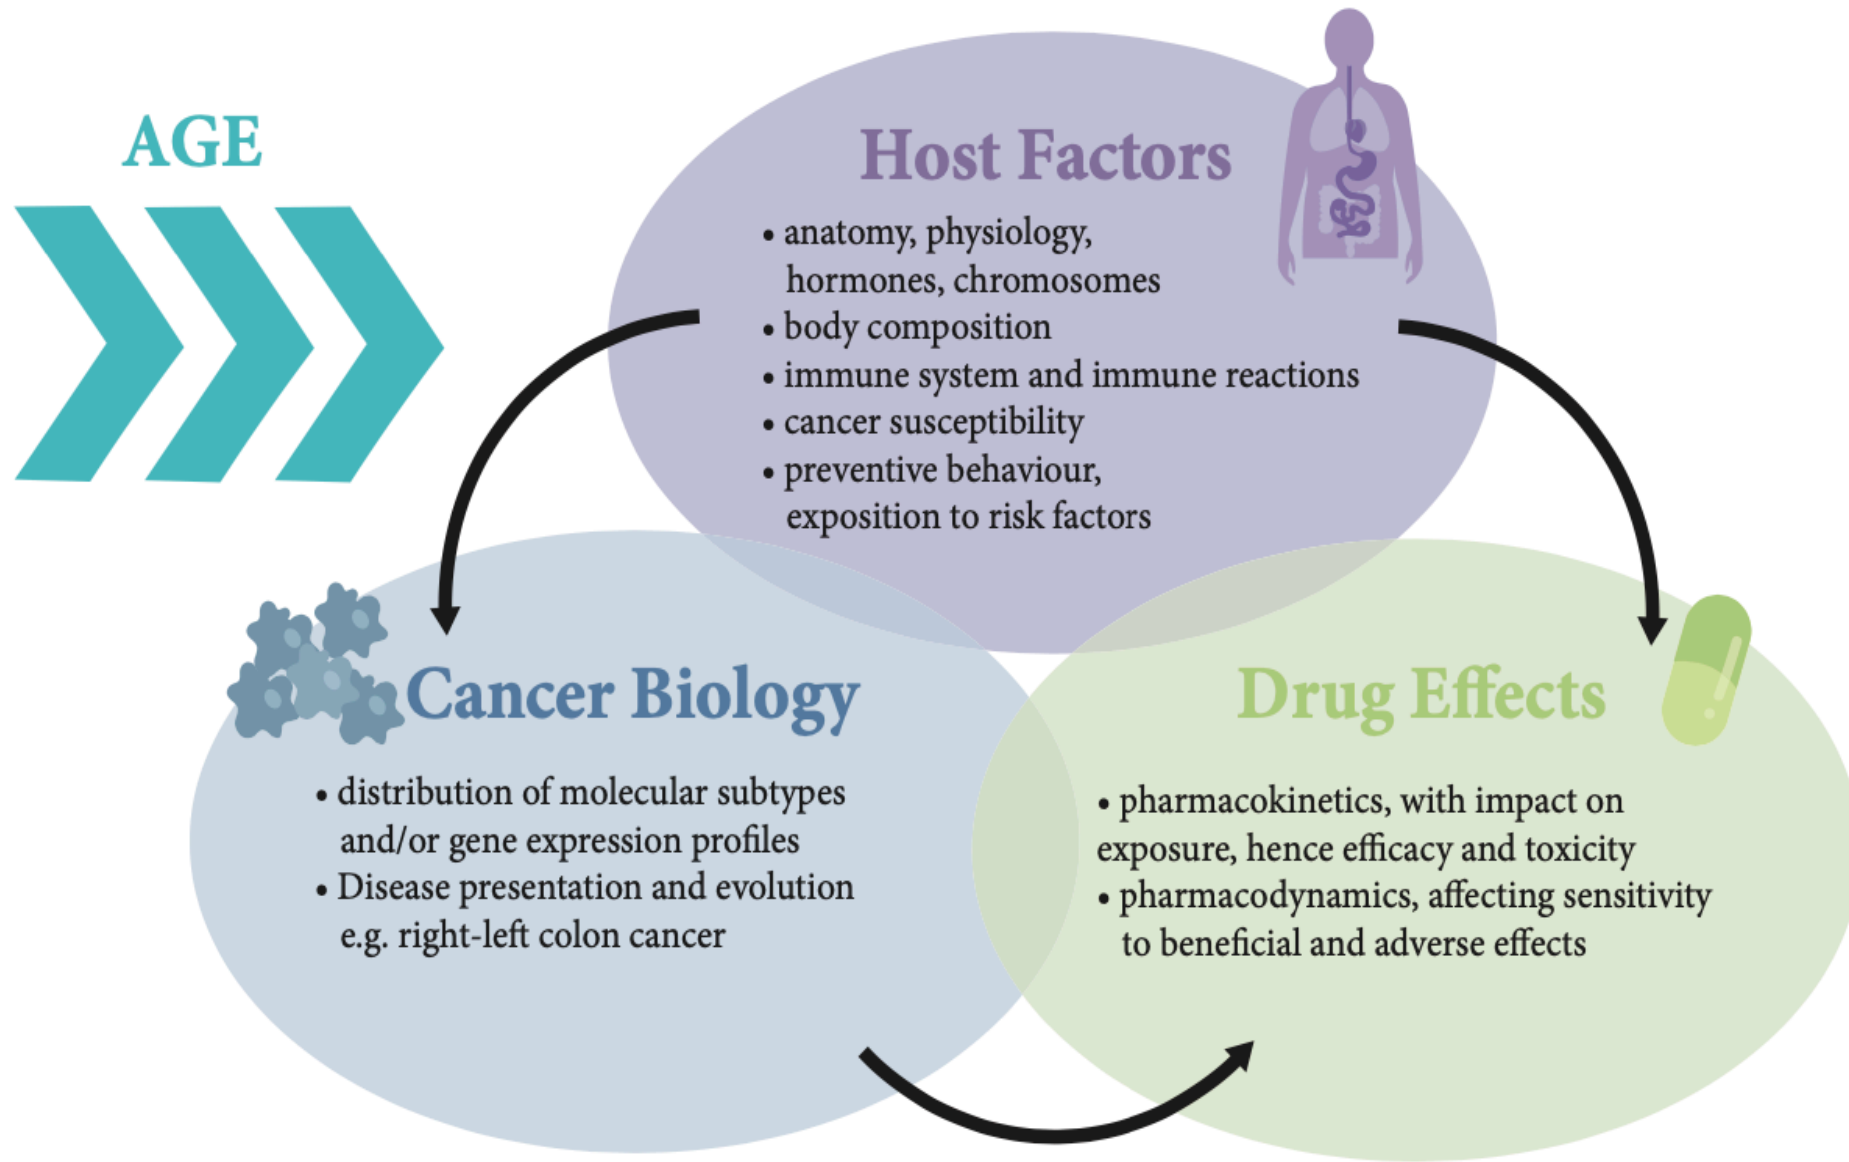 AGE
Host Factors
• anatomy, physiology,
hormones, chromosomes
• body composition
• immune system and immune reactions
• cancer susceptibility
• preventive behaviour,
exposition to risk factors
Cancer Biology
• distribution of molecular subtypes
and/or gene expression profiles
• Disease presentation and evolution
e.g. right-left colon cancer
Drug Effects
• pharmacokinetics, with impact on
exposure, hence efficacy and toxicity
• pharmacodynamics, affecting sensitivity
to beneficial and adverse effects